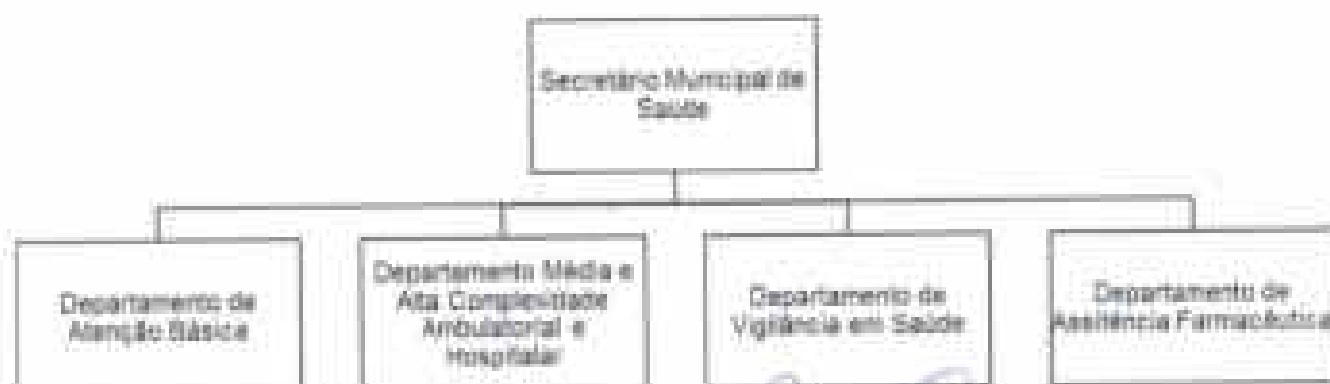 Secretário Municipal de
Saúde
Departamento de
Atenção Básica
Departamento Média e
Alta Complexidade
Ambulatorial e
Hospitalar
Departamento de
Vigilância em Saúde
Departamento de
Assitência Farmacêutica